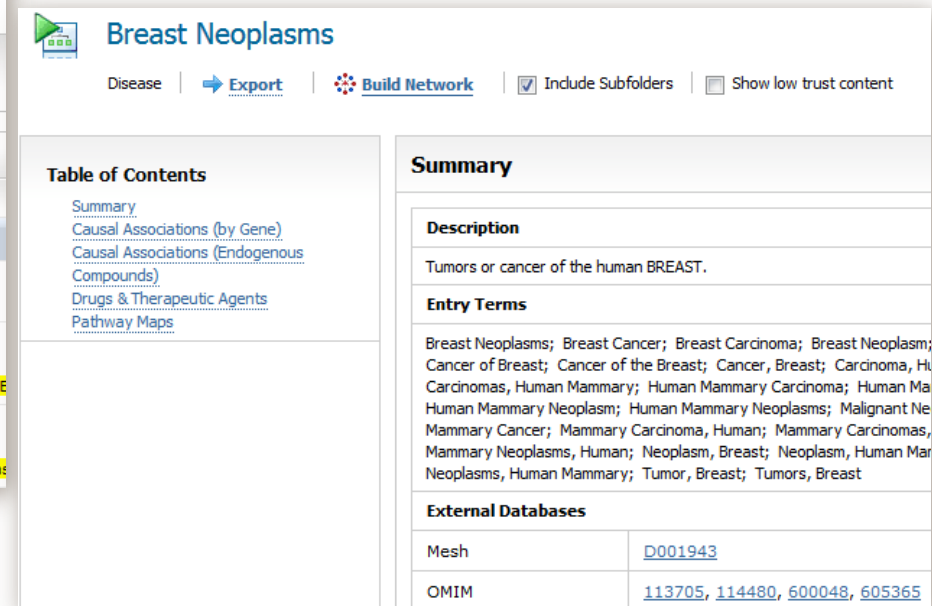 Breast Neoplasms
Disease Export Build Network Include Subfolders Show low trust content
Table of Contents
Summary
Causal Associations (by Gene)
Causal Associations (Endogenous
Compounds)
Drugs & Therapeutic Agents
Pathway Maps
Summary
Description
Tumors or cancer of the human BREAST.
Entry Terms
Breast Neoplasms; Breast Cancer; Breast Carcinoma; Breast Neoplasm;
Cancer of Breast; Cancer of the Breast; Cancer, Breast; Carcinoma,
Carcinomas, Human Mammary; Human Mammary Carcinoma; Human
Human Mammary Neoplasm; Human Mammary Neoplasms; Malignant
Mammary Cancer; Mammary Carcinoma, Human; Mammary Carcinomas,
Mammary Neoplasms, Human; Neoplasm, Breast; Neoplasm, Human
Neoplasms, Human Mammary; Tumor, Breast; Tumors, Breast
External Databases
Mesh D001943
OMIM 113705, 114480, 600048, 605365